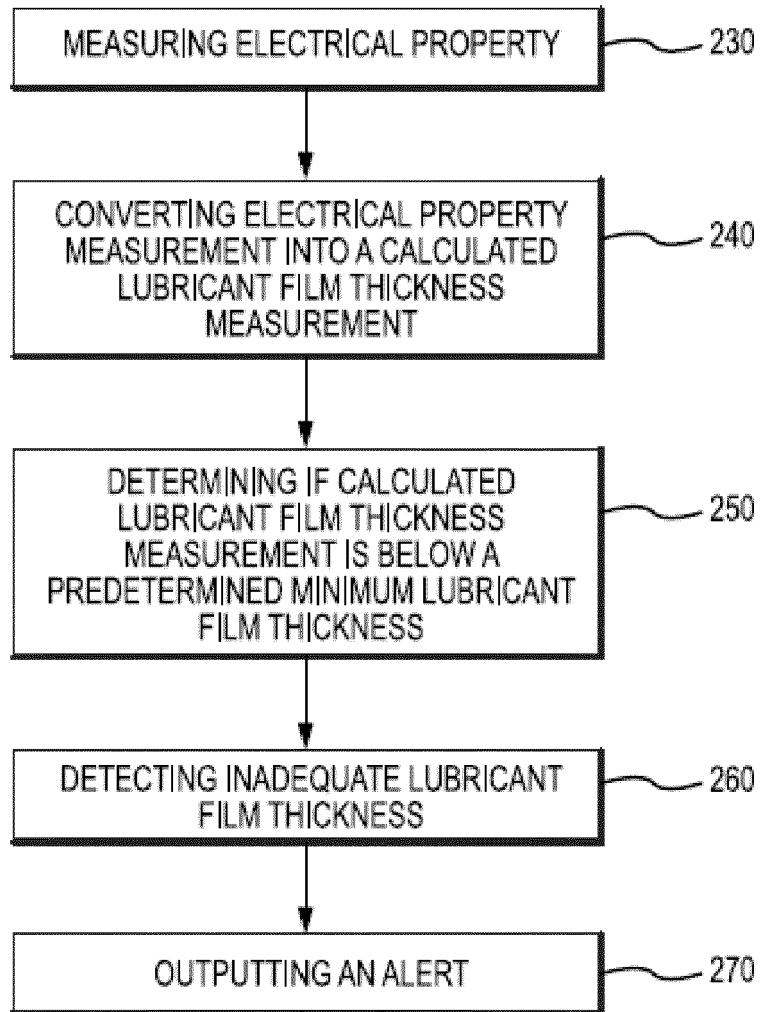 MEASURING ELECTRICAL PROPERTY
230
CONVERTING ELECTRICAL PROPERTY
MEASUREMENT INTO A CALCULATED
LUBRICANT FILM THICKNESS
MEASUREMENT
240
DETERMINING IF CALCULATED
LUBRICANT FILM THICKNESS
MEASUREMENT IS BELOW A
PREDETERMINED MINIMUM LUBRICANT
FILM THICKNESS
250
DETECTING INADEQUATE LUBRICANT
FILM THICKNESS
260
OUTPUTTING AN ALERT
270